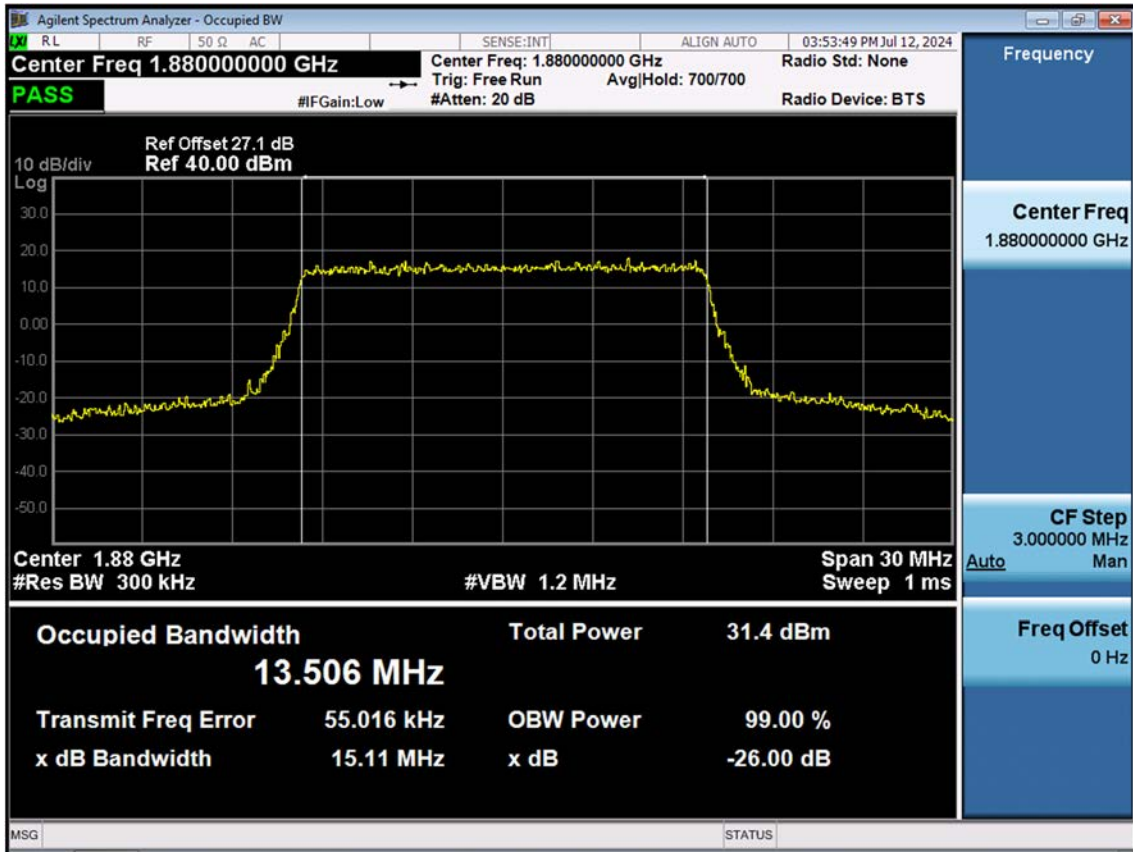 Agilent Spectrum Analyzer - Occupied BW
LXI RL RF 50 Ω AC SENSE:INT ALIGN AUTO 03:53:49 PM Jul 12, 2024
Center Freq 1.880000000 GHz
Center Freq: 1.880000000 GHz
Radio Std: None
Trig: Free Run Avg|Hold: 700/700
PASS
#IFGain:Low
#Atten: 20 dB
Radio Device: BTS
Ref Offset 27.1 dB
10 dB/div Ref 40.00 dBm
Log
30.0
20.0
10.0
0.00
-10.0
-20.0
-30.0
-40.0
-50.0
Center 1.88 GHz Span 30 MHz
#Res BW 300 kHz #VBW 1.2 MHz Sweep 1 ms
Occupied Bandwidth Total Power 31.4 dBm
13.506 MHz
Transmit Freq Error 55.016 kHz OBW Power 99.00 %
x dB Bandwidth 15.11 MHz x dB -26.00 dB
MSG STATUS
Frequency
Center Freq
1.880000000 GHz
CF Step
3.000000 MHz
Auto Man
Freq Offset
0 Hz